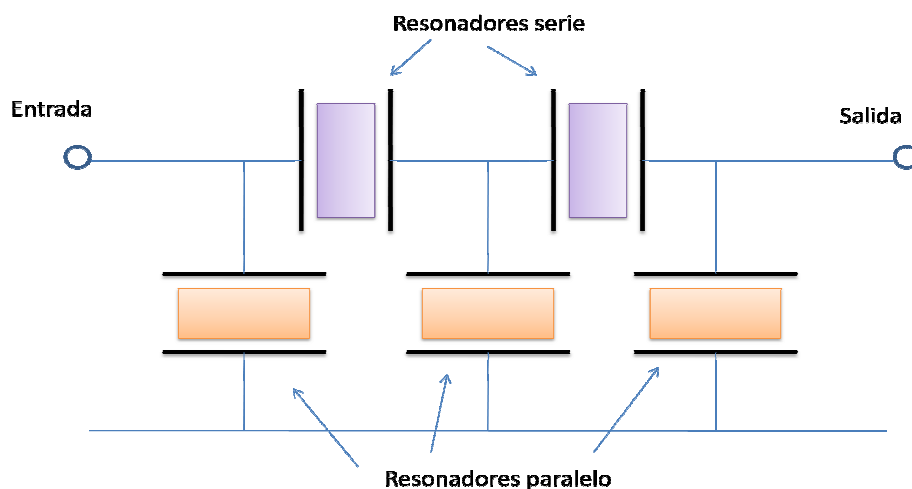 Resonadores serie
Entrada
Salida
Resonadores paralelo